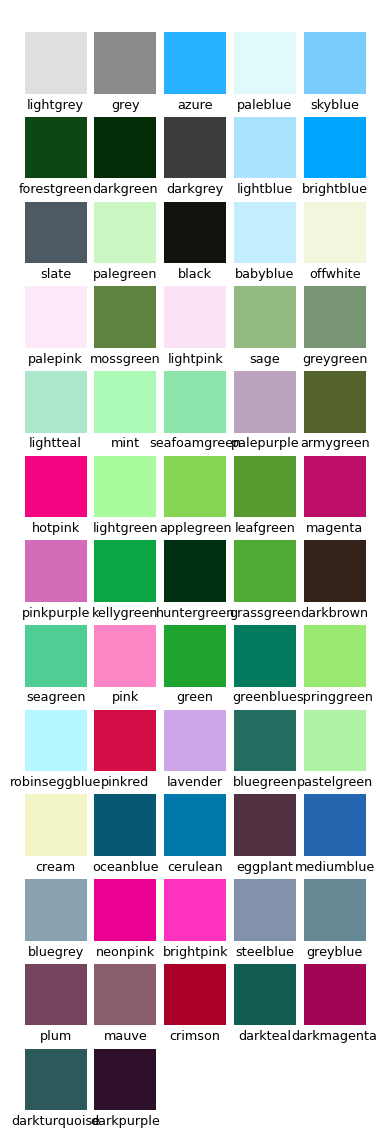 lightgrey grey azure paleblue skyblue
forestgreen darkgreen darkgrey lightblue brightblue
slate palegreen black babyblue offwhite
palepink mossgreen lightpink sage greygreen
lightteal mint seafoamgreen palepurple armygreen
hotpink lightgreen applegreen leafgreen magenta
pinkpurple kellygreen huntergreen grassgreen darkbrown
seagreen pink green greenblue springgreen
robinseggblue pinkred lavender bluegreen pastelgreen
cream oceanblue cerulean eggplant mediumblue
bluegrey neonpink brightpink steelblue greyblue
plum mauve crimson darkteal darkmagenta
darkturquoise darkpurple